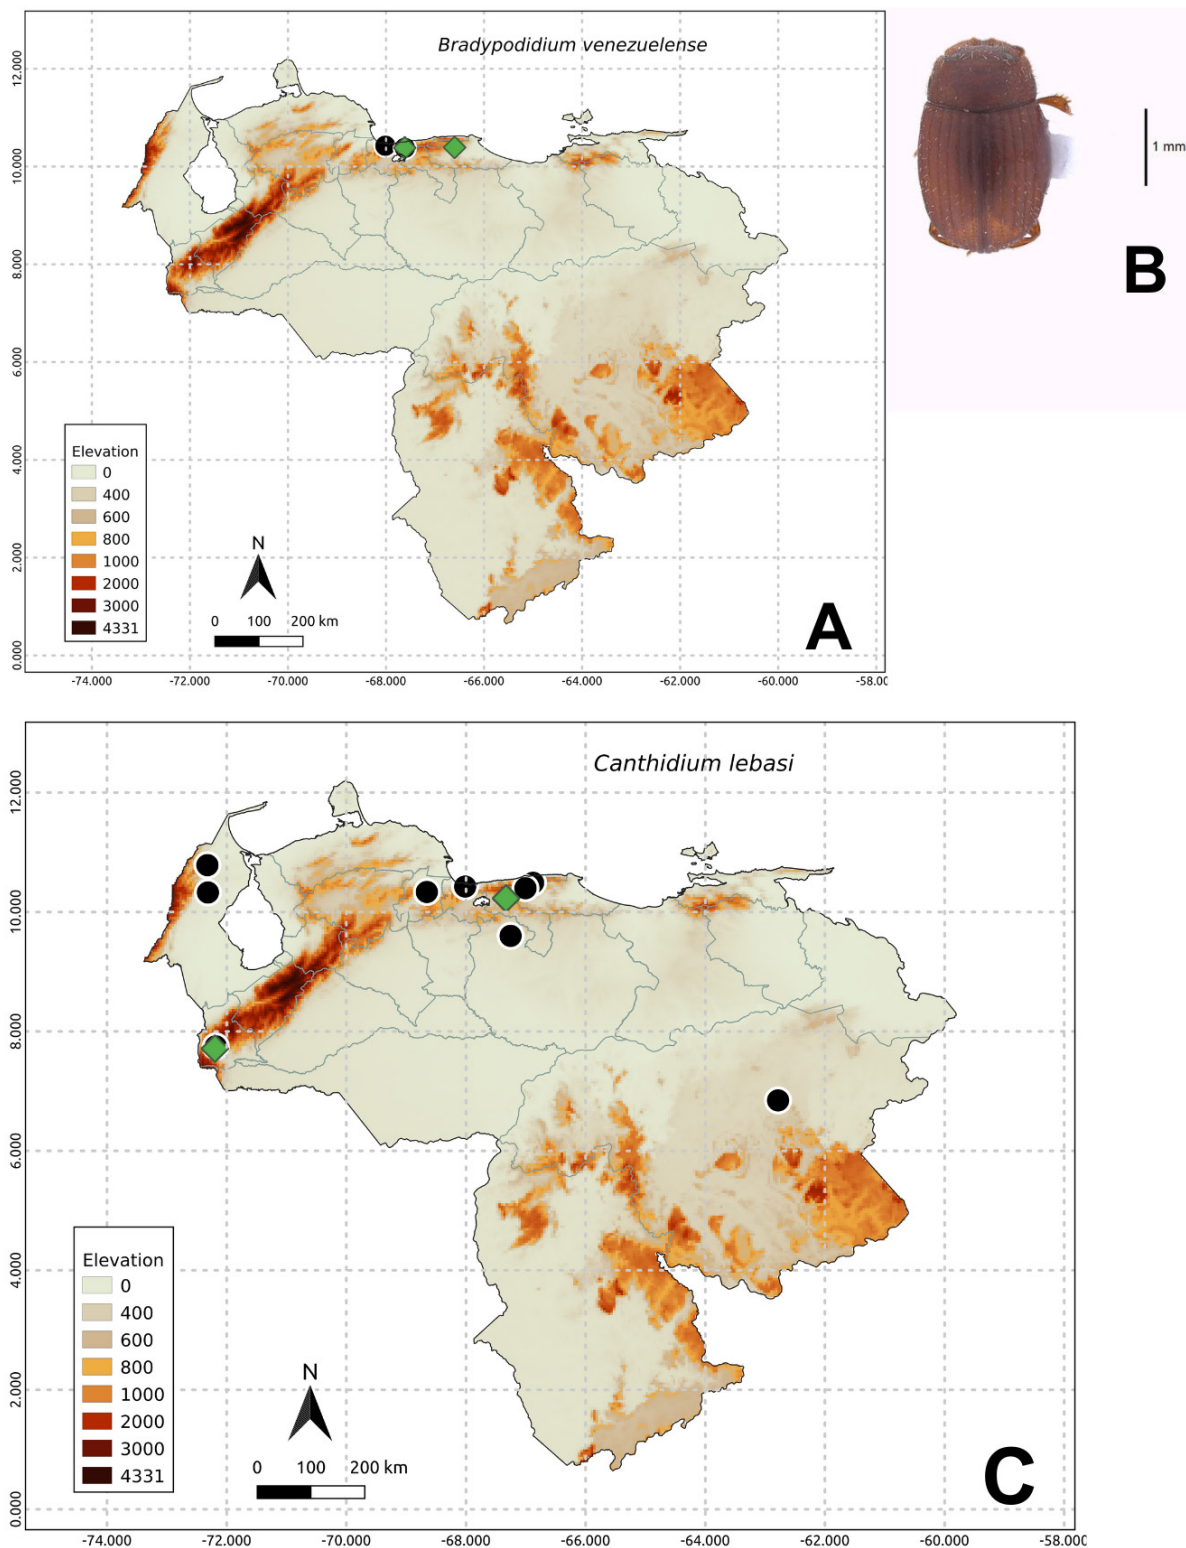 Bradypodidium venezuelense
12.000
10.000
8.000
6.000
4.000
2.000
0.000
Elevation
0
400
600
800
1000
2000
3000
4331
N
0 100 200 km
A
-74.000 -72.000 -70.000 -68.000 -66.000 -64.000 -62.000 -60.000 -58.00
1 mm
B
Canthidium lebasi
12.000
10.000
8.000
6.000
4.000
2.000
0.000
Elevation
0
400
600
800
1000
2000
3000
4331
N
0 100 200 km
C
-74.000 -72.000 -70.000 -68.000 -66.000 -64.000 -62.000 -60.000 -58.000